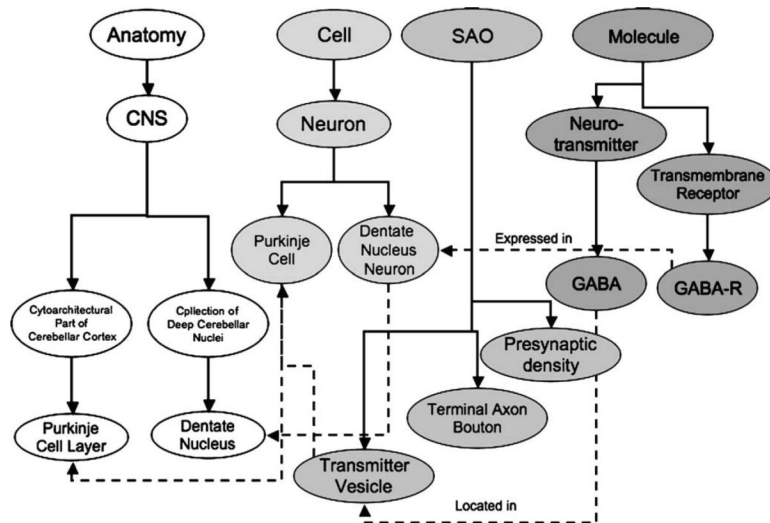 Anatomy
Cell
SAO
Molecule
CNS
Neuron
Neuro-
transmitter
Transmembrane
Receptor
Purkinje
Cell
Dentate
Nucleus
Neuron
Expressed in
GABA
GABA-R
Cytoarchitectural
Part of
Cerebellar Cortex
Cpllection of
Deep Cerebellar
Nuclei
Presynaptic
density
Terminal Axon
Bouton
Purkinje
Cell Layer
Dentate
Nucleus
Transmitter
Vesicle
Located in